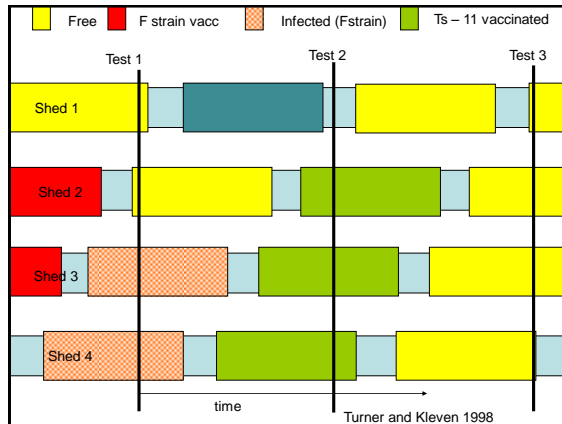 Free F strain vacc Infected (Fstrain) Ts – 11 vaccinated
Test 1 Test 2 Test 3
Shed 1
Shed 2
Shed 3
Shed 4
time
Turner and Kleven 1998